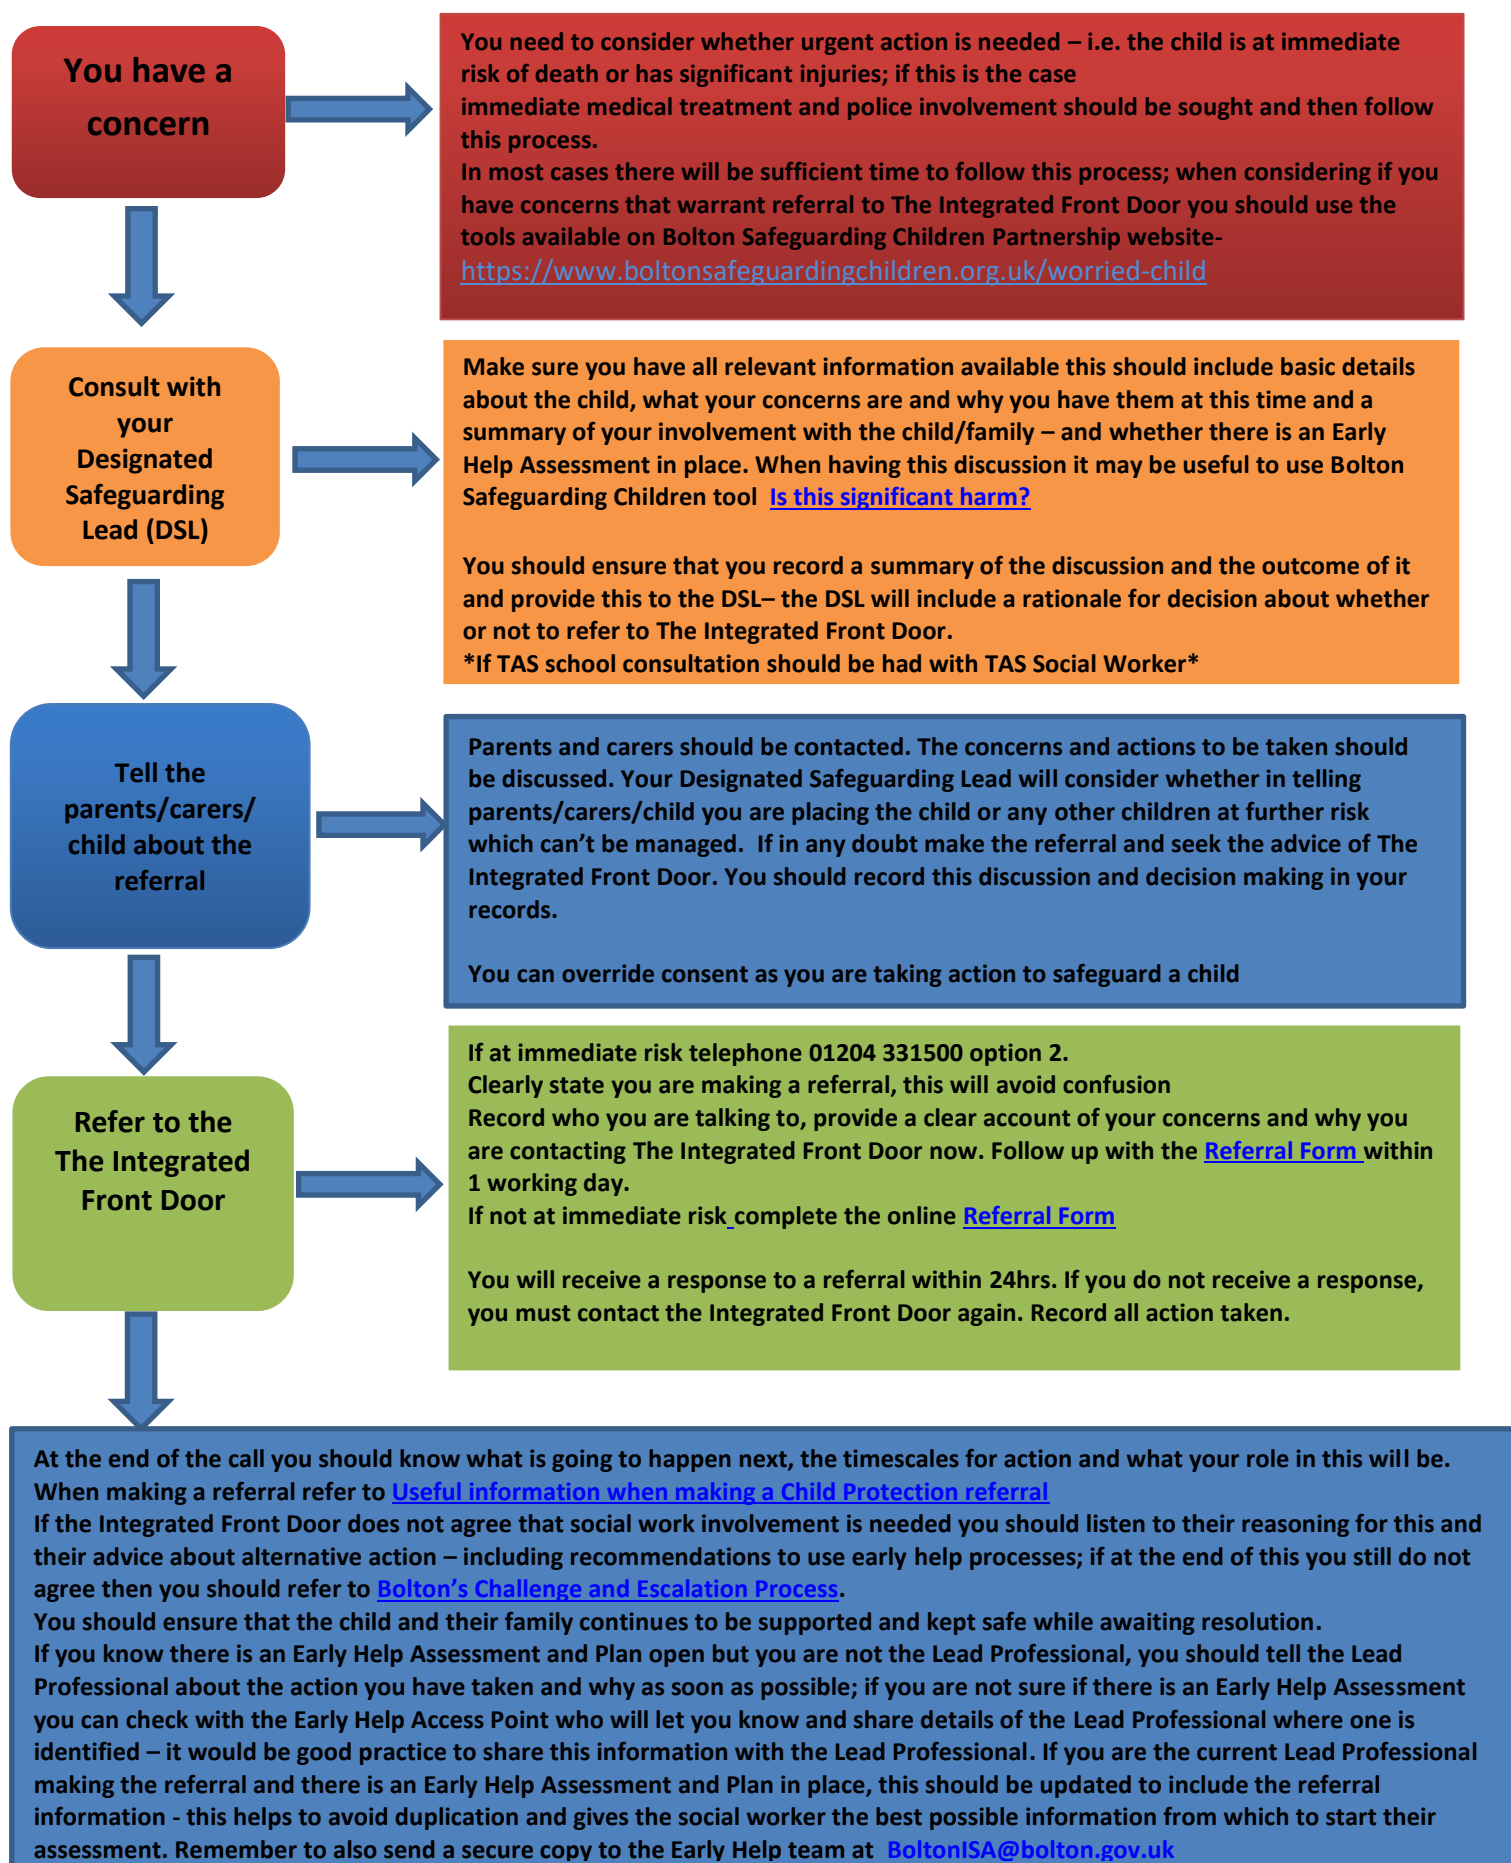 You have a
concern
You need to consider whether urgent action is needed – i.e. the child is at immediate
risk of death or has significant injuries; if this is the case
immediate medical treatment and police involvement should be sought and then follow
this process.
In most cases there will be sufficient time to follow this process; when considering if you
have concerns that warrant referral to The Integrated Front Door you should use the
tools available on Bolton Safeguarding Children Partnership website-
https://www.boltonsafeguardingchildren.org.uk/worried-child
Consult with
your
Designated
Safeguarding
Lead (DSL)
Make sure you have all relevant information available this should include basic details
about the child, what your concerns are and why you have them at this time and a
summary of your involvement with the child/family – and whether there is an Early
Help Assessment in place. When having this discussion it may be useful to use Bolton
Safeguarding Children tool  Is this significant harm?
You should ensure that you record a summary of the discussion and the outcome of it
and provide this to the DSL– the DSL will include a rationale for decision about whether
or not to refer to The Integrated Front Door.
*If TAS school consultation should be had with TAS Social Worker*
Tell the
parents/carers/
child about the
referral
Parents and carers should be contacted. The concerns and actions to be taken should
be discussed. Your Designated Safeguarding Lead will consider whether in telling
parents/carers/child you are placing the child or any other children at further risk
which can’t be managed.  If in any doubt make the referral and seek the advice of The
Integrated Front Door. You should record this discussion and decision making in your
records.
You can override consent as you are taking action to safeguard a child
Refer to the
The Integrated
Front Door
If at immediate risk telephone 01204 331500 option 2.
Clearly state you are making a referral, this will avoid confusion
Record who you are talking to, provide a clear account of your concerns and why you
are contacting The Integrated Front Door now. Follow up with the Referral Form within
1 working day.
If not at immediate risk complete the online Referral Form
You will receive a response to a referral within 24hrs. If you do not receive a response,
you must contact the Integrated Front Door again. Record all action taken.
At the end of the call you should know what is going to happen next, the timescales for action and what your role in this will be.
When making a referral refer to Useful information when making a Child Protection referral
If the Integrated Front Door does not agree that social work involvement is needed you should listen to their reasoning for this and
their advice about alternative action – including recommendations to use early help processes; if at the end of this you still do not
agree then you should refer to Bolton’s Challenge and Escalation Process.
You should ensure that the child and their family continues to be supported and kept safe while awaiting resolution.
If you know there is an Early Help Assessment and Plan open but you are not the Lead Professional, you should tell the Lead
Professional about the action you have taken and why as soon as possible; if you are not sure if there is an Early Help Assessment
you can check with the Early Help Access Point who will let you know and share details of the Lead Professional where one is
identified – it would be good practice to share this information with the Lead Professional. If you are the current Lead Professional
making the referral and there is an Early Help Assessment and Plan in place, this should be updated to include the referral
information - this helps to avoid duplication and gives the social worker the best possible information from which to start their
assessment. Remember to also send a secure copy to the Early Help team at  BoltonISA@bolton.gov.uk